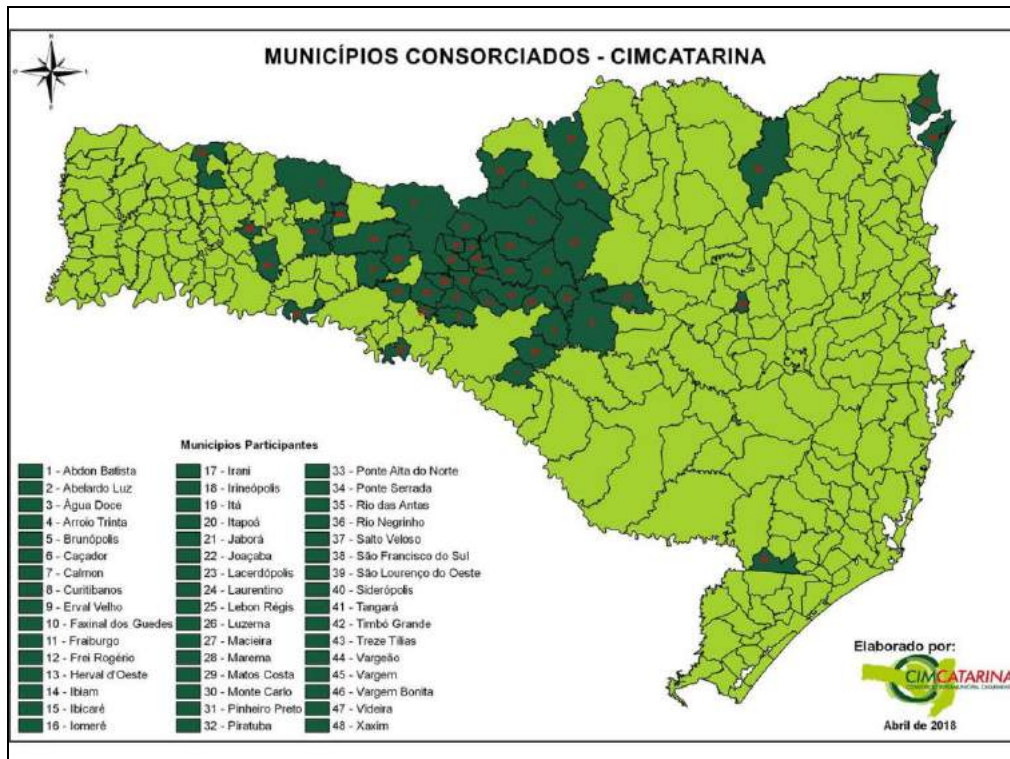 MUNICÍPIOS CONSORCIADOS - CIMCATARINA
Municípios Participantes
1 - Abdon Batista
2 - Abelardo Luz
3 - Água Doce
4 - Arroio Trinta
5 - Brunópolis
6 - Caçador
7 - Calmon
8 - Curitibanos
9 - Erval Velho
10 - Faxinal dos Guedes
11 - Fraiburgo
12 - Frei Rogério
13 - Herval d'Oeste
14 - Ibiam
15 - Ibicaré
16 - Iomerê
17 - Irani
18 - Irineópolis
19 - Itá
20 - Itapoá
21 - Jaborá
22 - Joaçaba
23 - Lacerdópolis
24 - Laurentino
25 - Lebon Régis
26 - Luzerna
27 - Macieira
28 - Marema
29 - Matos Costa
30 - Monte Carlo
31 - Pinheiro Preto
32 - Piratuba
33 - Ponte Alta do Norte
34 - Ponte Serrada
35 - Rio das Antas
36 - Rio Negrinho
37 - Salto Veloso
38 - São Francisco do Sul
39 - São Lourenço do Oeste
40 - Siderópolis
41 - Tangará
42 - Timbó Grande
43 - Treze Tílias
44 - Vargeão
45 - Vargem
46 - Vargem Bonita
47 - Videira
48 - Xaxim
Elaborado por:
CIMCATARINA
Abril de 2018